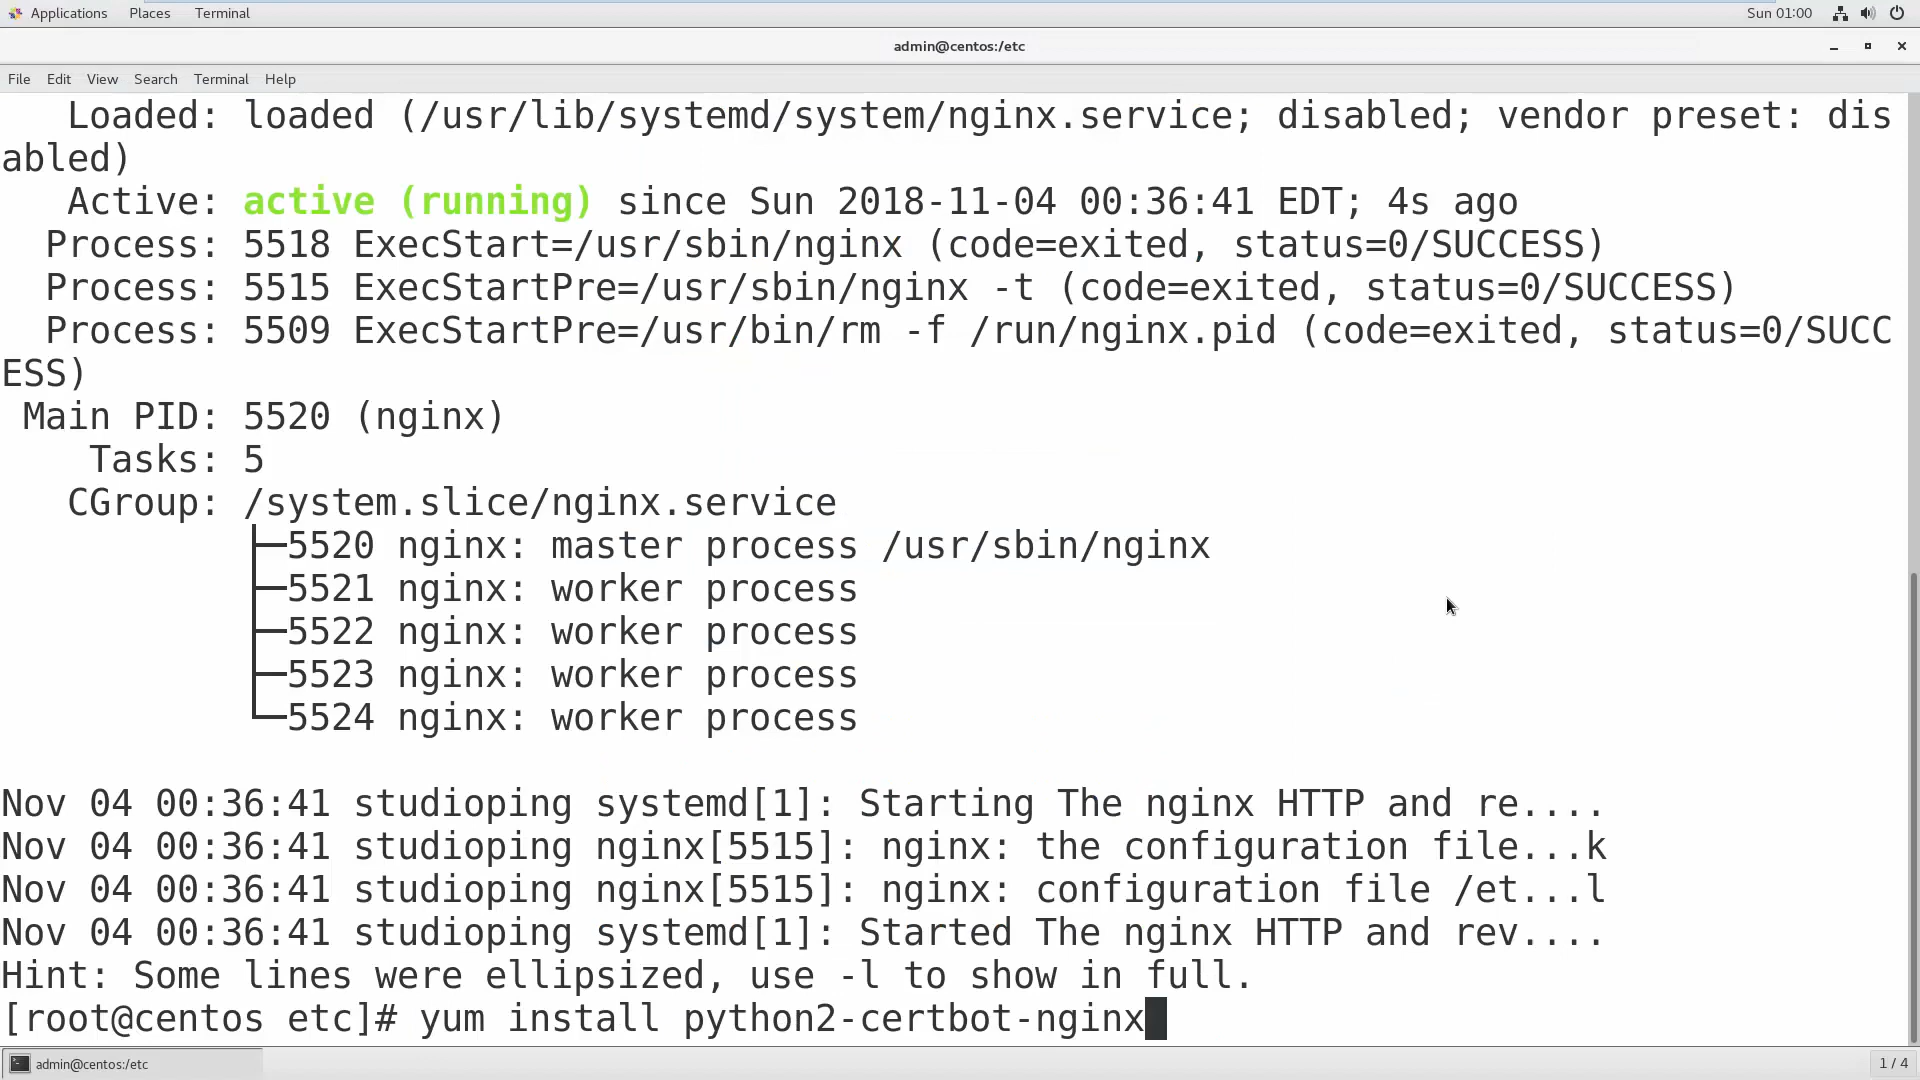 Applications Places Terminal Sun 01:00
admin@centos:/etc
File Edit View Search Terminal Help
Loaded: loaded (/usr/lib/systemd/system/nginx.service; disabled; vendor preset: dis
abled)
Active: active (running) since Sun 2018-11-04 00:36:41 EDT; 4s ago
Process: 5518 ExecStart=/usr/sbin/nginx (code=exited, status=0/SUCCESS)
Process: 5515 ExecStartPre=/usr/sbin/nginx -t (code=exited, status=0/SUCCESS)
Process: 5509 ExecStartPre=/usr/bin/rm -f /run/nginx.pid (code=exited, status=0/SUCC
ESS)
Main PID: 5520 (nginx)
Tasks: 5
CGroup: /system.slice/nginx.service
├─5520 nginx: master process /usr/sbin/nginx
├─5521 nginx: worker process
├─5522 nginx: worker process
├─5523 nginx: worker process
└─5524 nginx: worker process
Nov 04 00:36:41 studioping systemd[1]: Starting The nginx HTTP and re....
Nov 04 00:36:41 studioping nginx[5515]: nginx: the configuration file...k
Nov 04 00:36:41 studioping nginx[5515]: nginx: configuration file /et...l
Nov 04 00:36:41 studioping systemd[1]: Started The nginx HTTP and rev....
Hint: Some lines were ellipsized, use -l to show in full.
[root@centos etc]# yum install python2-certbot-nginx
admin@centos:/etc 1 / 4